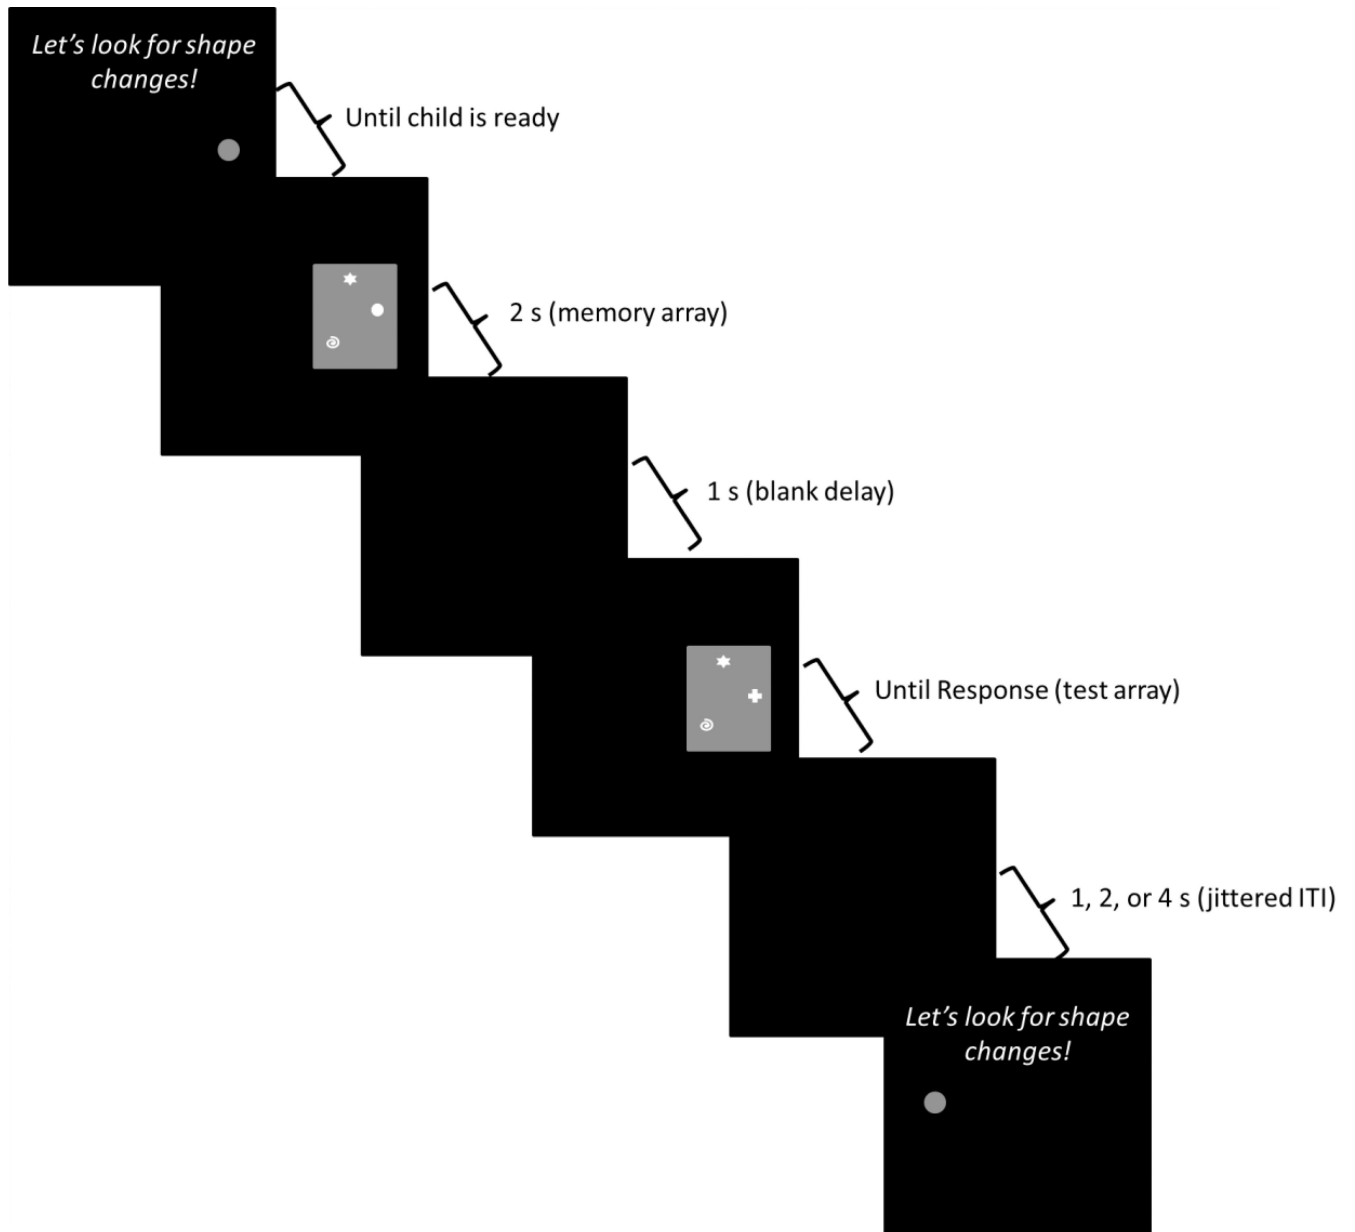 Let’s look for shape
changes!
Until child is ready
2 s (memory array)
1 s (blank delay)
Until Response (test array)
1, 2, or 4 s (jittered ITI)
Let’s look for shape
changes!